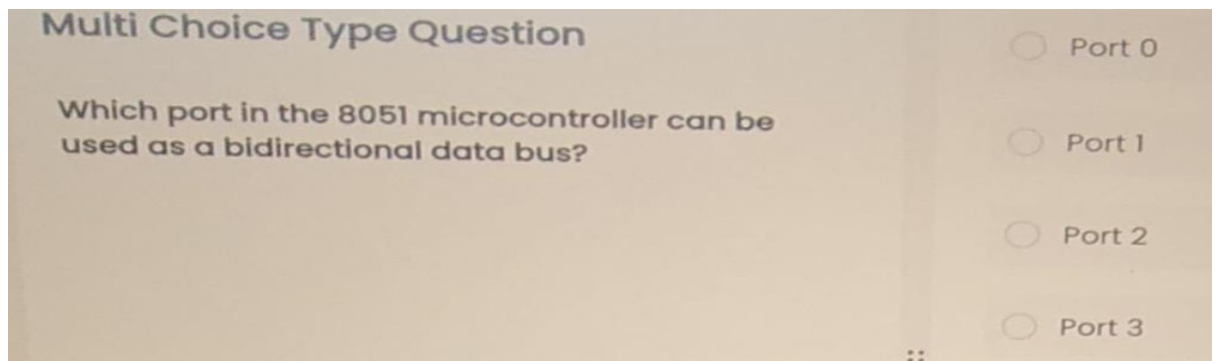 Multi Choice Type Question
Which port in the 8051 microcontroller can be
used as a bidirectional data bus?
Port 0
Port 1
Port 2
Port 3